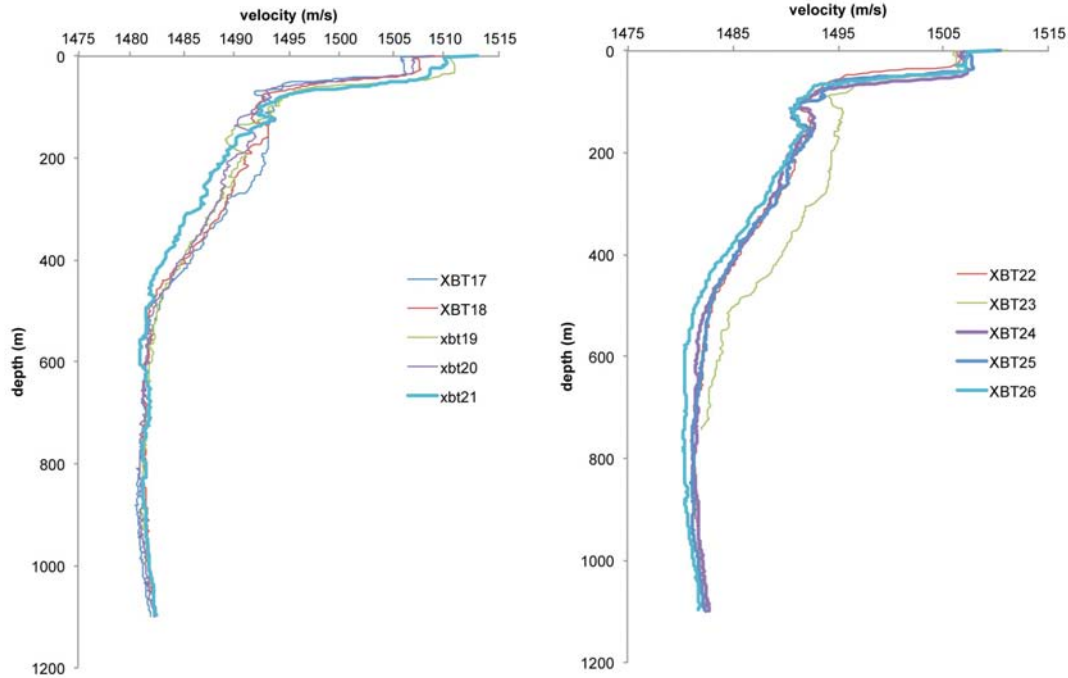 velocity (m/s)
1475 1480 1485 1490 1495 1500 1505 1510 1515
0
200
400
600
800
1000
1200
depth (m)
XBT17
XBT18
xbt19
xbt20
xbt21
velocity (m/s)
1475 1485 1495 1505 1515
0
200
400
600
800
1000
1200
depth (m)
XBT22
XBT23
XBT24
XBT25
XBT26